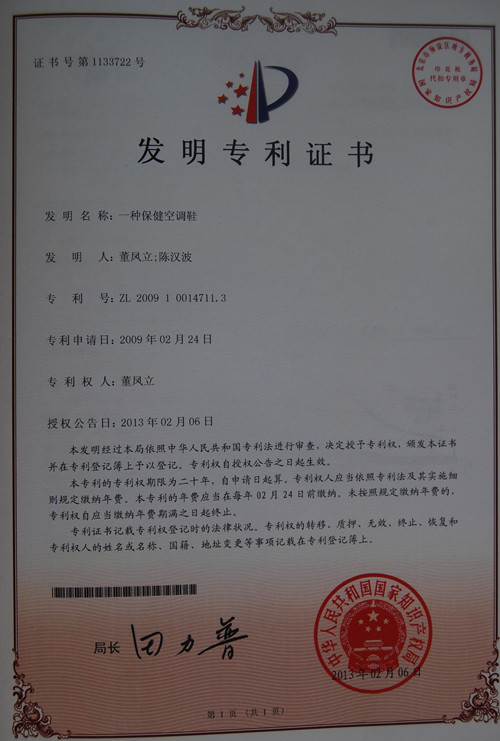 证书号第1133722号
印花税
代扣专用章
国家知识产权局
发明专利证书
发 明 名 称：一种保健空调鞋
发 明 人：董凤立;陈汉波
专 利 号：ZL 2009 1 0014711.3
专利申请日：2009年02月24日
专 利 权 人：董凤立
授权公告日：2013年02月06日
本发明经过本局依照中华人民共和国专利法进行审查，决定授予专利权，颁发本证书
并在专利登记簿上予以登记。专利权自授权公告之日起生效。
本专利的专利权期限为二十年，自申请日起算。专利权人应当依照专利法及其实施细
则规定缴纳年费。本专利的年费应当在每年02月24日前缴纳。未按照规定缴纳年费的，
专利权自应当缴纳年费期满之日起终止。
专利证书记载专利权登记时的法律状况。专利权的转移、质押、无效、终止、恢复和
专利权人的姓名或名称、国籍、地址变更等事项记载在专利登记簿上。
局长 田力普
中华人民共和国国家知识产权局
2013年02月06日
第1页（共1页）